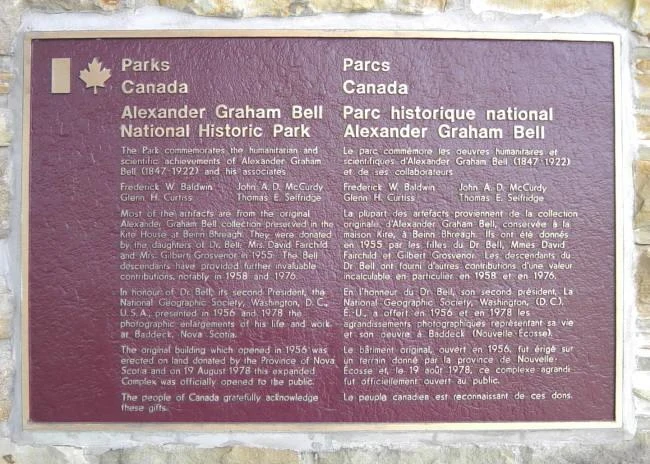 Parks
Canada
Alexander Graham Bell
National Historic Park
The Park commemorates the humanitarian and
scientific achievements of Alexander Graham
Bell (1847-1922) and his associates
Frederick W. Baldwin John A. D. McCurdy
Glenn H. Curtiss Thomas E. Selfridge
Most of the artifacts are from the original
Alexander Graham Bell collection preserved in the
Kite House at Beinn Bhreagh. They were donated
by the daughters of Dr. Bell, Mrs. David Fairchild
and Mrs. Gilbert Grosvenor in 1955. The Bell
descendants have provided further invaluable
contributions, notably in 1958 and 1976.
In honour of Dr. Bell, its second President, the
National Geographic Society, Washington, D.C.,
U.S.A., presented in 1956 and 1978 the
photographic enlargements of his life and work
at Baddeck, Nova Scotia.
The original building which opened in 1956 was
erected on land donated by the Province of Nova
Scotia and on 19 August 1978 this expanded
Complex was officially opened to the public.
The people of Canada gratefully acknowledge
these gifts.
Parcs
Canada
Parc historique national
Alexander Graham Bell
Le parc commémore les oeuvres humanitaires et
scientifiques d'Alexander Graham Bell (1847-1922)
et de ses collaborateurs
Frederick W. Baldwin John A. D. McCurdy
Glenn H. Curtiss Thomas E. Selfridge
La plupart des artefacts proviennent de la collection
originale d'Alexander Graham Bell, conservée à la
maison Kite, à Beinn Bhreagh. Ils ont été donnés
en 1955 par les filles du Dr Bell, Mmes David
Fairchild et Gilbert Grosvenor. Les descendants du
Dr Bell ont fourni d'autres contributions d'une valeur
incalculable en particulier en 1958 et en 1976.
En l'honneur du Dr Bell, son second président, La
National Geographic Society, Washington, (D.C.),
É.-U., a offert en 1956 et en 1978 les
agrandissements photographiques représentant sa vie
et son oeuvre à Baddeck (Nouvelle-Écosse).
Le bâtiment original, ouvert en 1956, fut érigé sur
un terrain donné par la province de Nouvelle-
Écosse et, le 19 août 1978, ce complexe agrandi
fut officiellement ouvert au public.
Le peuple canadien est reconnaissant de ces dons.